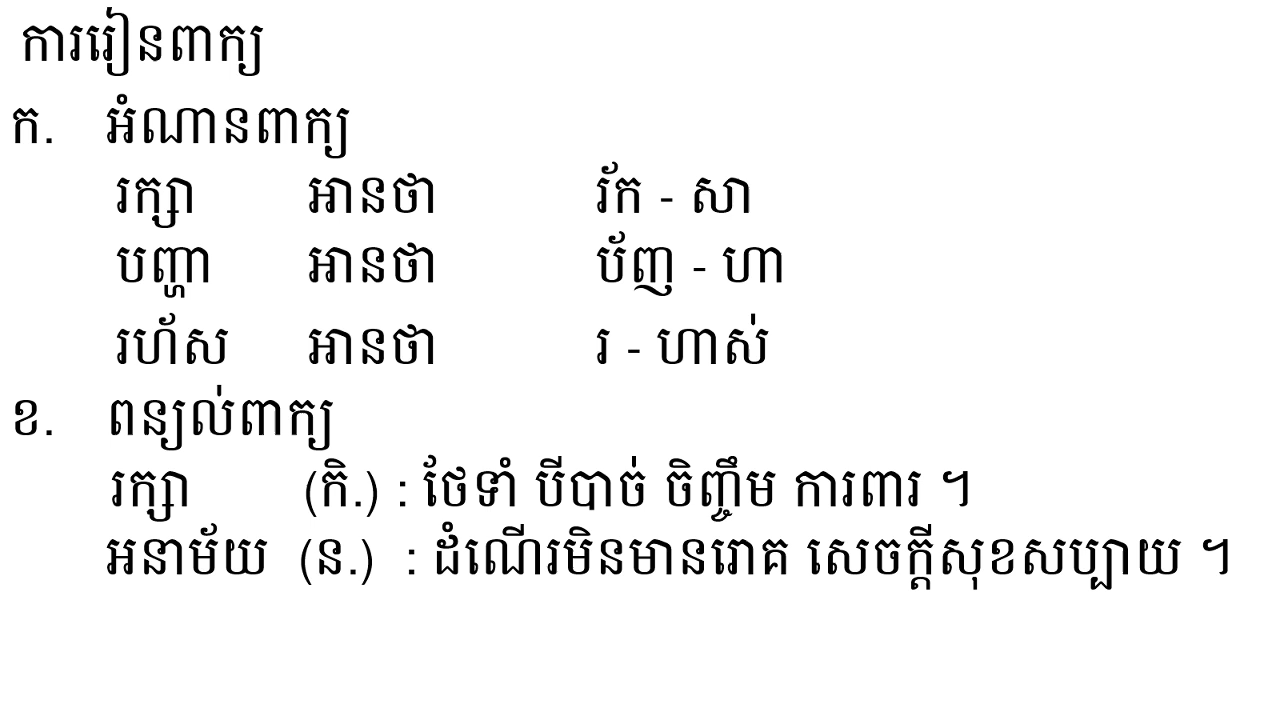 ការរៀនពាក្យ
ក. អំណានពាក្យ
រក្សា អានថា រ័ក - សា
បញ្ហា អានថា ប័ញ - ហា
រហ័ស អានថា រ - ហាស់
ខ. ពន្យល់ពាក្យ
រក្សា (កិ.) : ថែទាំ បីបាច់ ចិញ្ចឹម ការពារ ។
អនាម័យ (ន.) : ដំណើរមិនមានរោគ សេចក្ដីសុខសប្បាយ ។